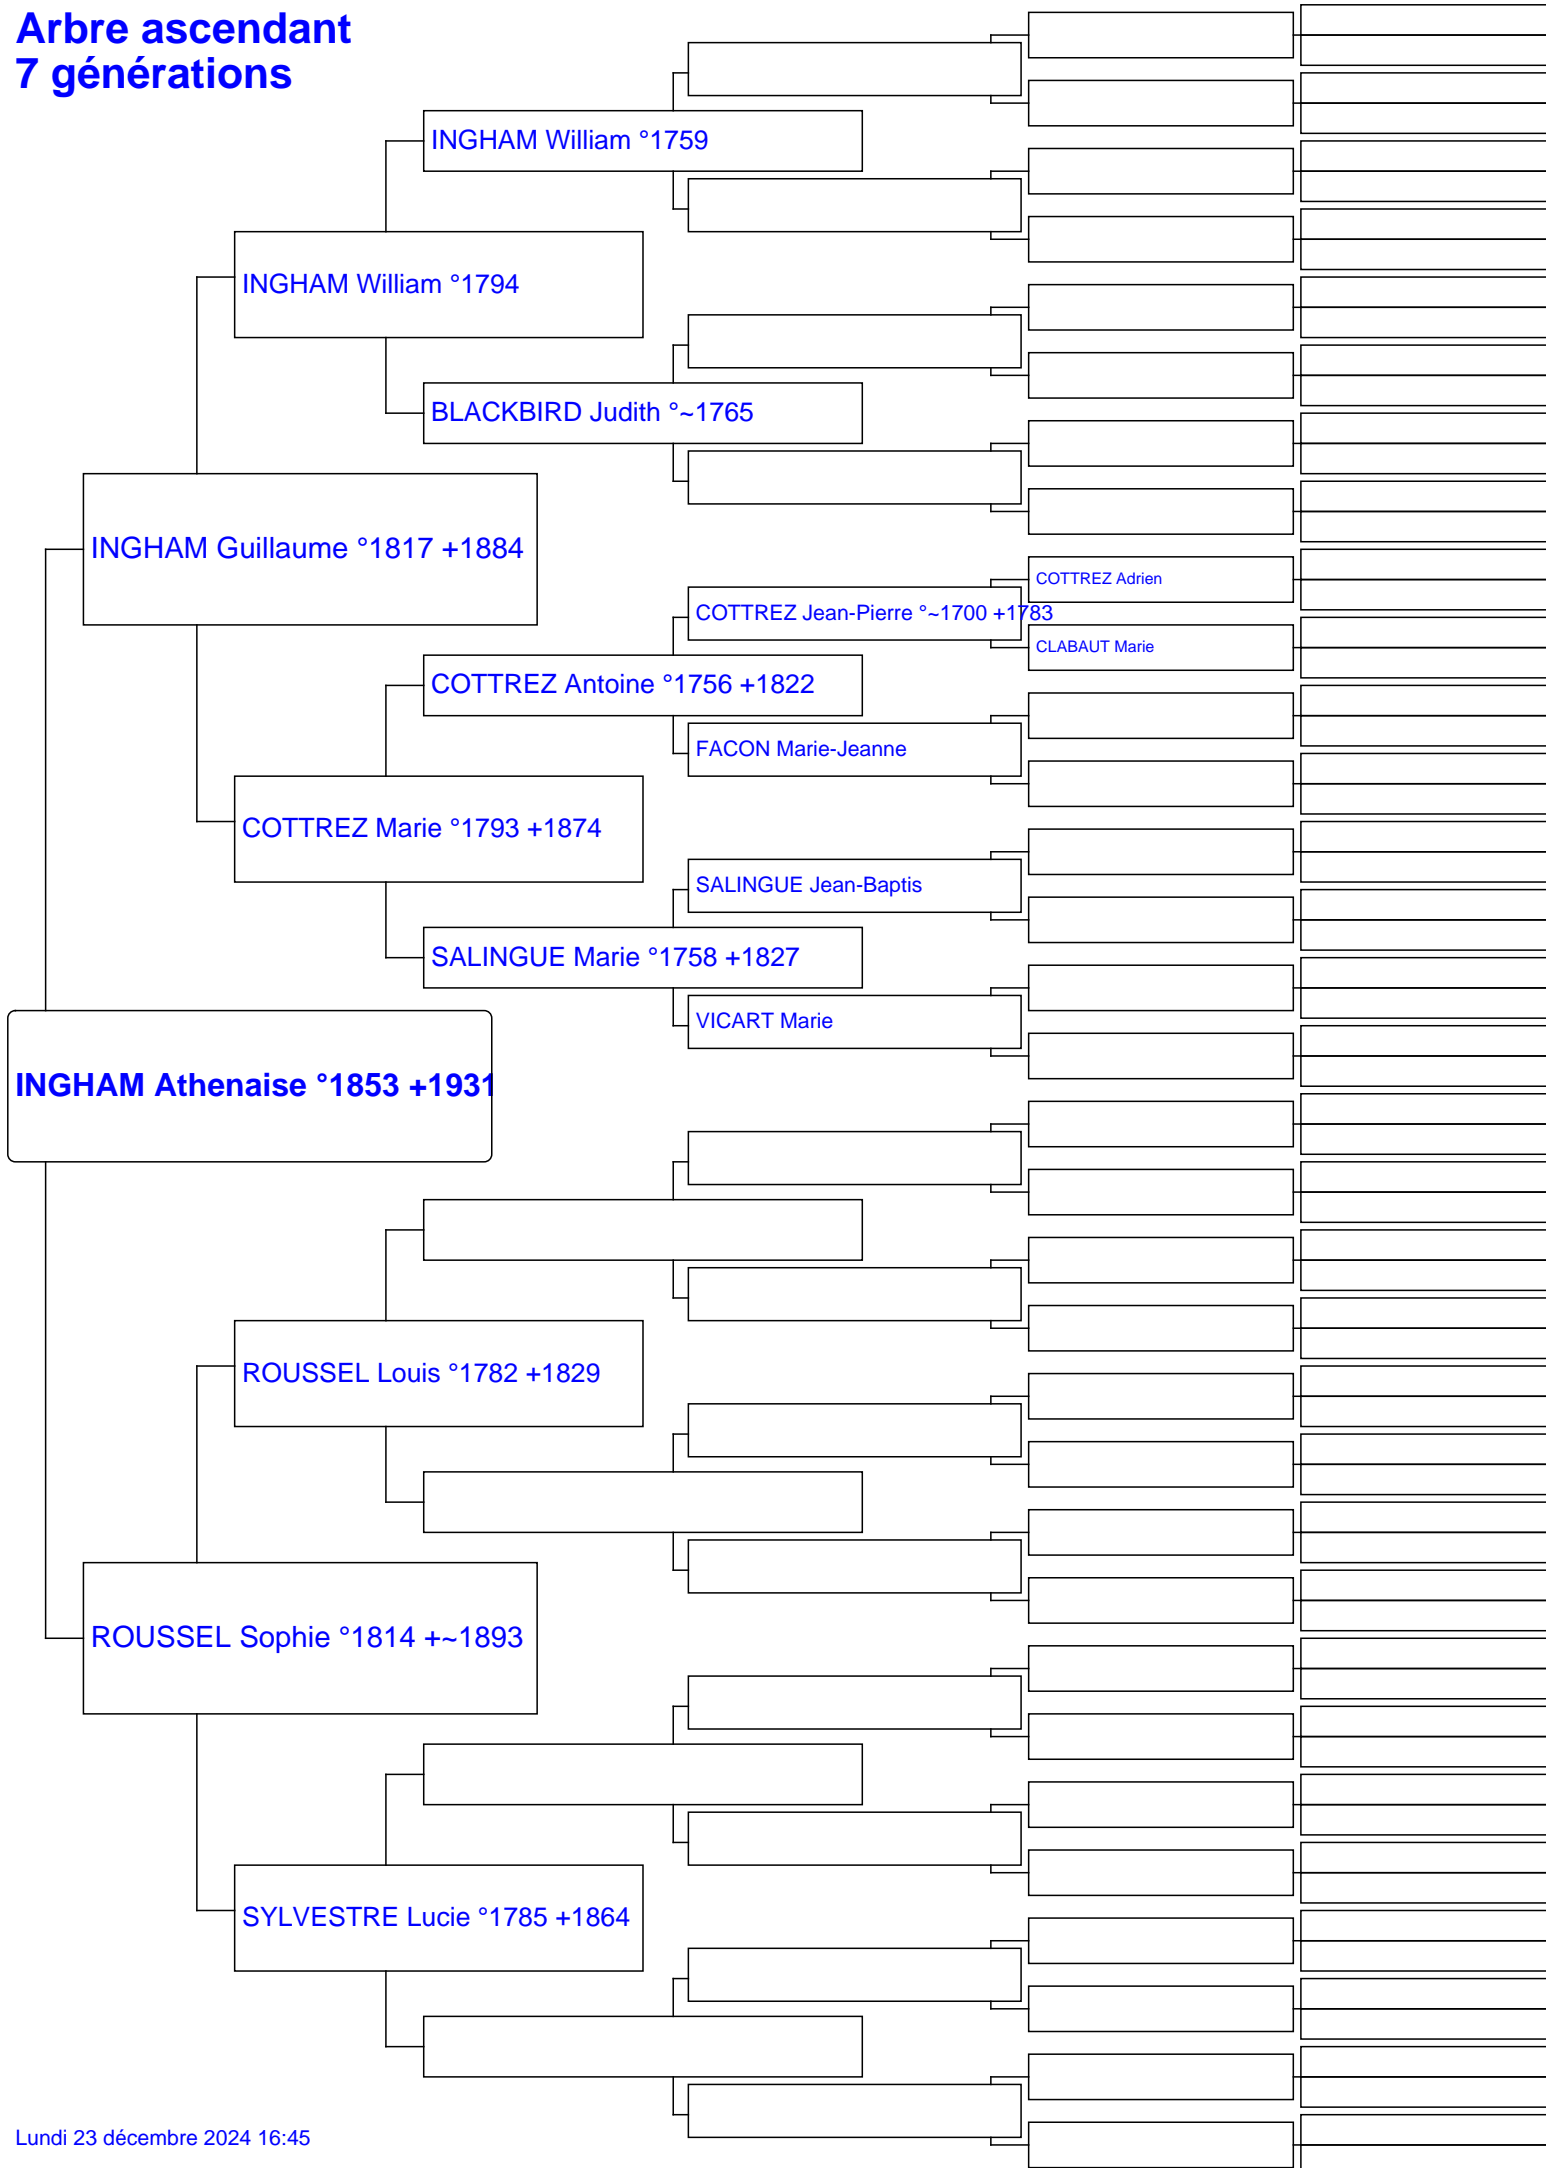 Arbre ascendant
7 générations
INGHAM William °1759
INGHAM William °1794
BLACKBIRD Judith °~1765
INGHAM Guillaume °1817 +1884
COTTREZ Adrien
COTTREZ Jean-Pierre °~1700 +1783
CLABAUT Marie
COTTREZ Antoine °1756 +1822
FACON Marie-Jeanne
COTTREZ Marie °1793 +1874
SALINGUE Jean-Baptis
SALINGUE Marie °1758 +1827
VICART Marie
INGHAM Athenaise °1853 +1931
ROUSSEL Louis °1782 +1829
ROUSSEL Sophie °1814 +~1893
SYLVESTRE Lucie °1785 +1864
Lundi 23 décembre 2024 16:45